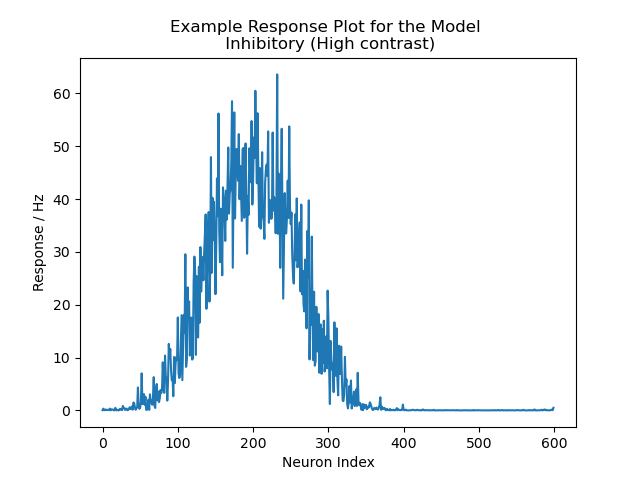 Example Response Plot for the Model
Inhibitory (High contrast)
60
50
40
30
20
10
0
Response / Hz
0 100 200 300 400 500 600
Neuron Index